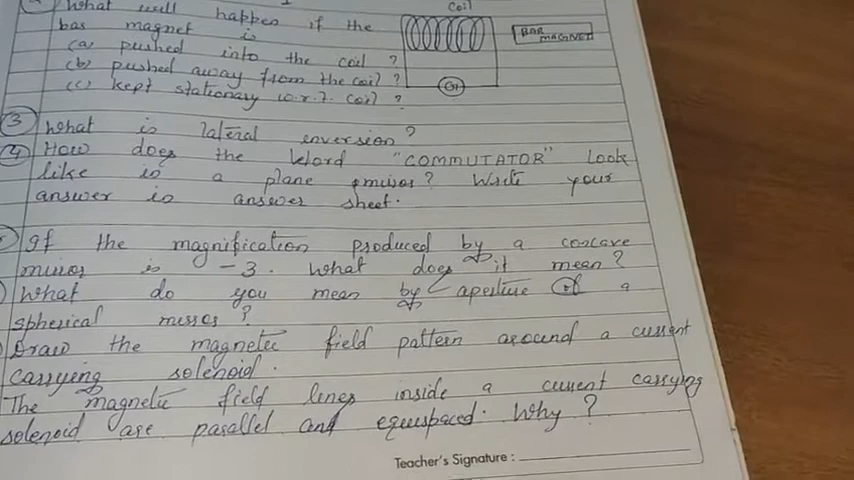 What will happen if the
bar magnet is
Coil
BAR MAGNET
(a) pushed into the coil ?
(b) pushed away from the coil ?
G
(c) kept stationary w.r.t. coil ?
3 What is lateral inversion ?
4 How does the word "COMMUTATOR" look
like in a plane mirror ? Write your
answer in answer sheet.
If the magnification produced by a concave
mirror is -3. What does it mean ?
What do you mean by aperture of a
spherical mirror ?
Draw the magnetic field pattern around a current
carrying solenoid.
The magnetic field lines inside a current carrying
solenoid are parallel and equispaced. Why ?
Teacher's Signature :